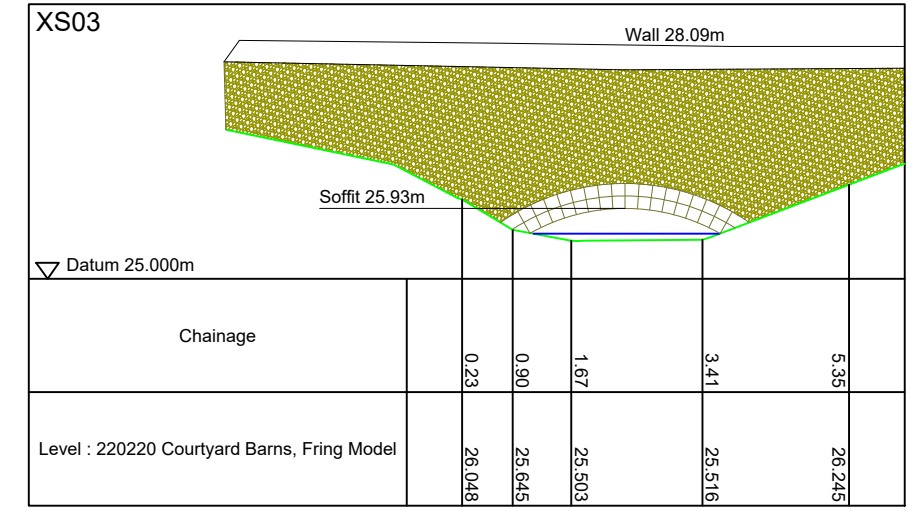 XS03
Wall 28.09m
Soffit 25.93m
Datum 25.000m
Chainage
0.23
0.90
1.67
3.41
5.35
Level : 220220 Courtyard Barns, Fring Model
26.048
25.645
25.503
25.516
26.245